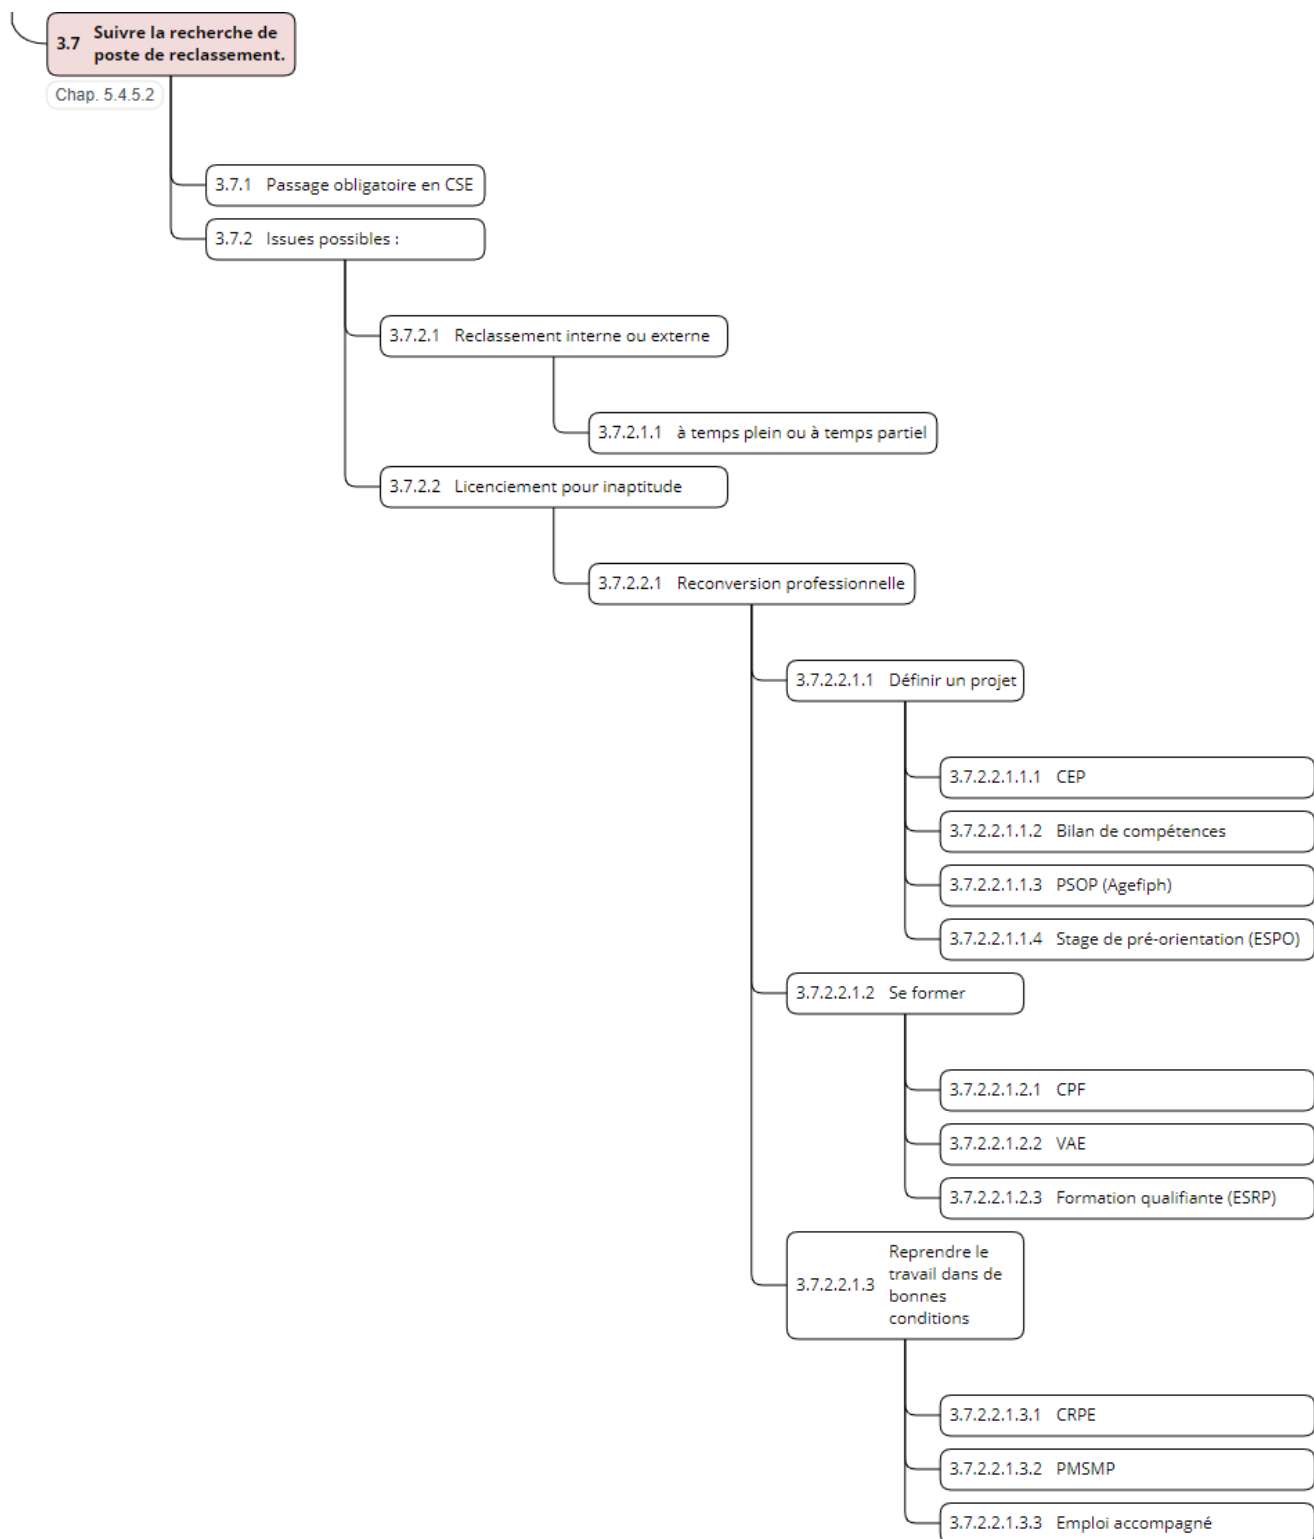 3.7 Suivre la recherche de
poste de reclassement.
Chap. 5.4.5.2
3.7.1 Passage obligatoire en CSE
3.7.2 Issues possibles :
3.7.2.1 Reclassement interne ou externe
3.7.2.1.1 à temps plein ou à temps partiel
3.7.2.2 Licenciement pour inaptitude
3.7.2.2.1 Reconversion professionnelle
3.7.2.2.1.1 Définir un projet
3.7.2.2.1.1.1 CEP
3.7.2.2.1.1.2 Bilan de compétences
3.7.2.2.1.1.3 PSOP (Agefiph)
3.7.2.2.1.1.4 Stage de pré-orientation (ESPO)
3.7.2.2.1.2 Se former
3.7.2.2.1.2.1 CPF
3.7.2.2.1.2.2 VAE
3.7.2.2.1.2.3 Formation qualifiante (ESRP)
3.7.2.2.1.3 Reprendre le
travail dans de
bonnes
conditions
3.7.2.2.1.3.1 CRPE
3.7.2.2.1.3.2 PMSMP
3.7.2.2.1.3.3 Emploi accompagné